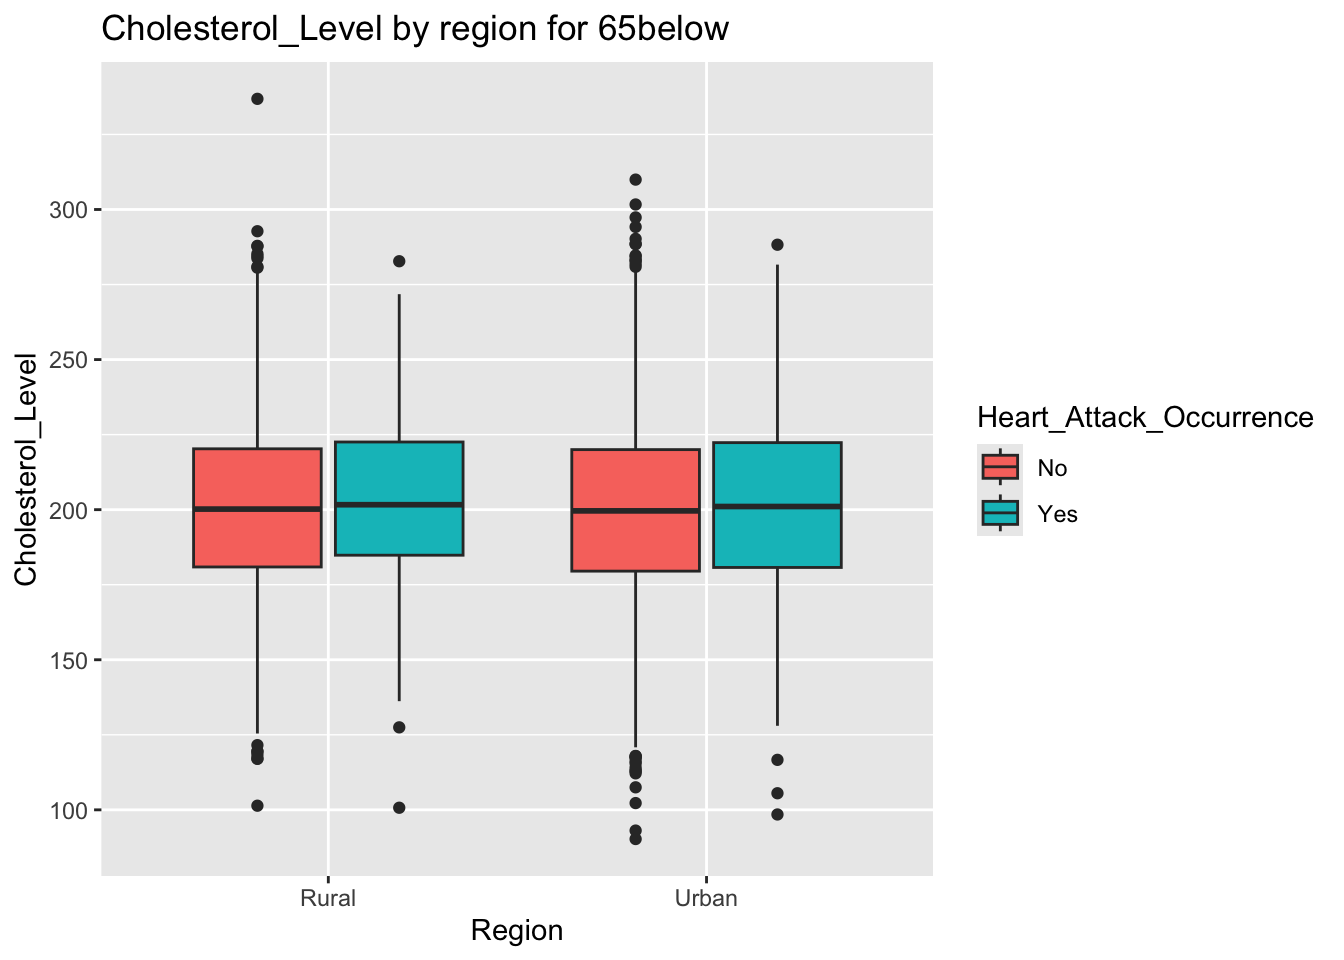 Cholesterol_Level by region for 65below
Cholesterol_Level
300
250
200
150
100
Rural
Urban
Region
Heart_Attack_Occurrence
No
Yes